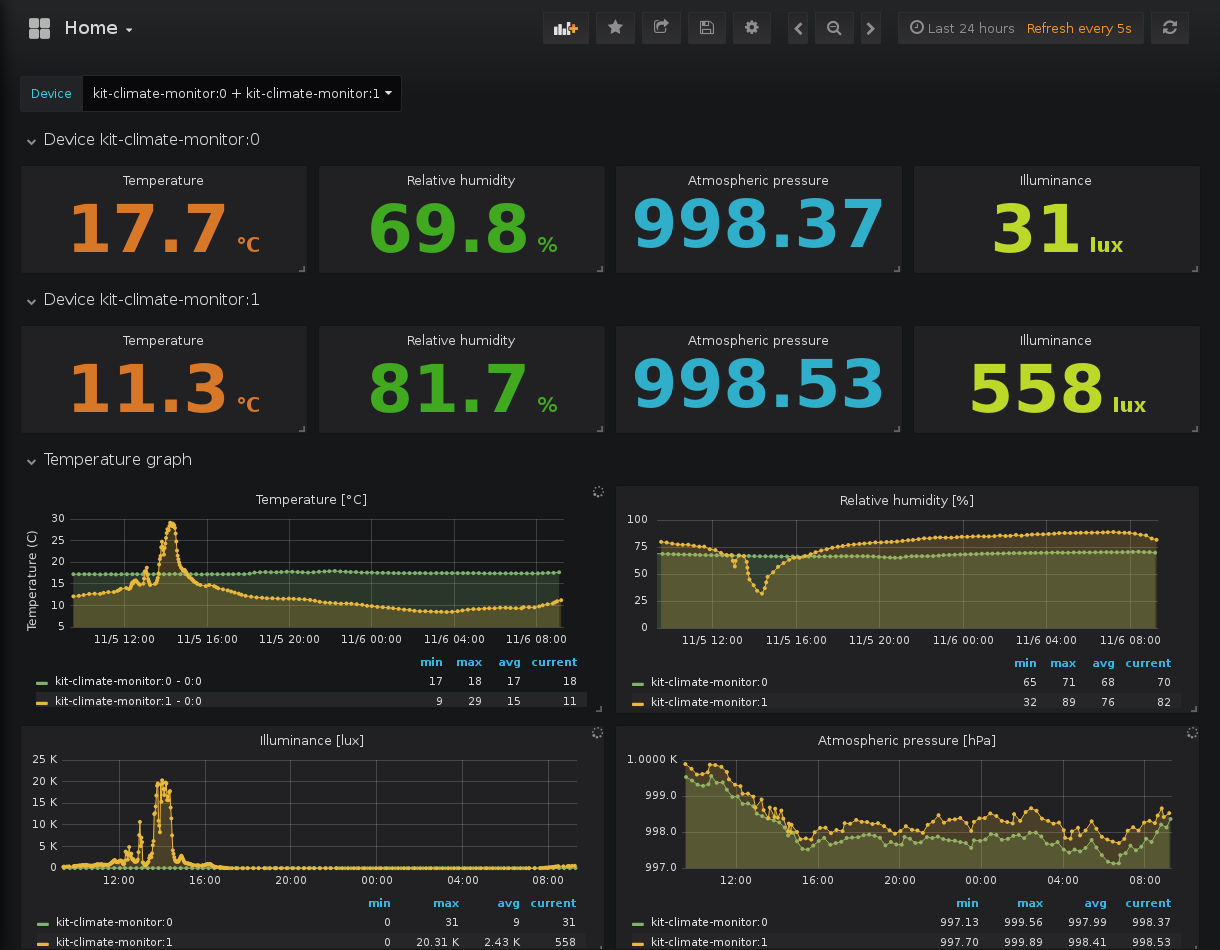 Home
Last 24 hours Refresh every 5s
Device kit-climate-monitor:0 + kit-climate-monitor:1
Device kit-climate-monitor:0
Temperature Relative humidity Atmospheric pressure Illuminance
17.7 °C 69.8 % 998.37 31 lux
Device kit-climate-monitor:1
Temperature Relative humidity Atmospheric pressure Illuminance
11.3 °C 81.7 % 998.53 558 lux
Temperature graph
Temperature [°C]
Temperature (C)
30
25
20
15
10
5
11/5 12:00 11/5 16:00 11/5 20:00 11/6 00:00 11/6 04:00 11/6 08:00
min max avg current
kit-climate-monitor:0 - 0:0 17 18 17 18
kit-climate-monitor:1 - 0:0 9 29 15 11
Relative humidity [%]
100
75
50
25
0
11/5 12:00 11/5 16:00 11/5 20:00 11/6 00:00 11/6 04:00 11/6 08:00
min max avg current
kit-climate-monitor:0 65 71 68 70
kit-climate-monitor:1 32 89 76 82
Illuminance [lux]
25 K
20 K
15 K
10 K
5 K
0
12:00 16:00 20:00 00:00 04:00 08:00
min max avg current
kit-climate-monitor:0 0 31 9 31
kit-climate-monitor:1 0 20.31 K 2.43 K 558
Atmospheric pressure [hPa]
1.0000 K
999.0
998.0
997.0
12:00 16:00 20:00 00:00 04:00 08:00
min max avg current
kit-climate-monitor:0 997.13 999.56 997.99 998.37
kit-climate-monitor:1 997.70 999.89 998.41 998.53